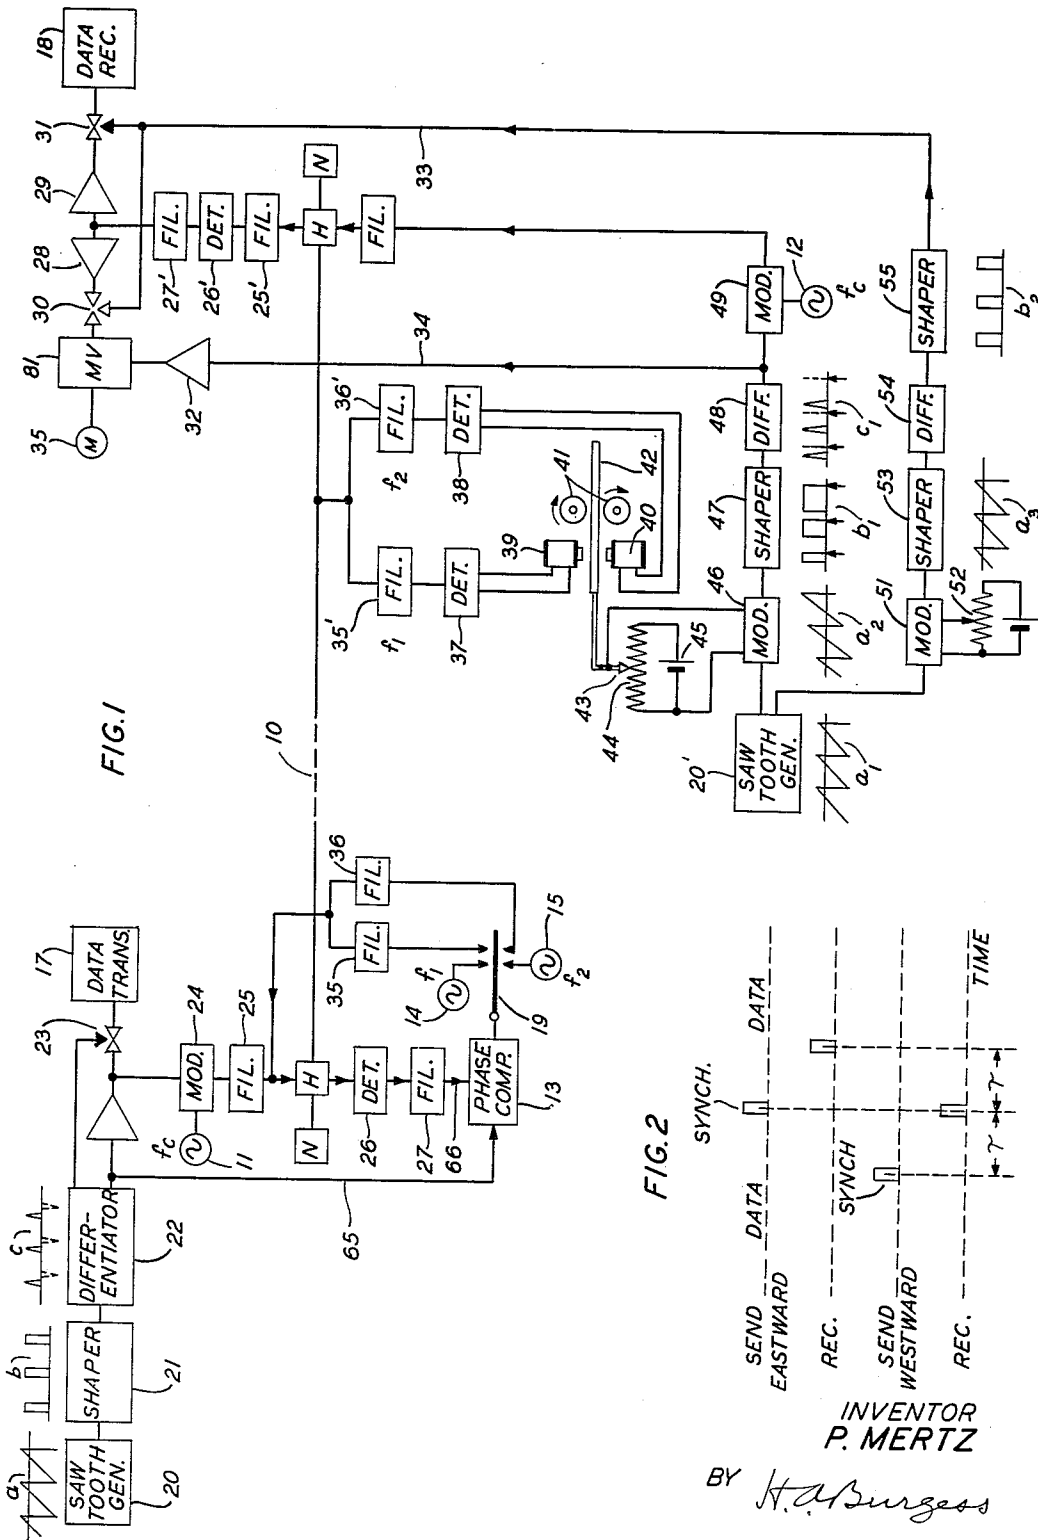 FIG. 1
a
SAW
TOOTH
GEN.
20
b
SHAPER
21
c
DIFFER-
ENTIATOR
22
65
23
17
DATA
TRANS.
24
MOD.
fc
11
25
FIL.
N
H
DET.
26
FIL.
27
66
PHASE
COMP.
13
35
FIL.
36
FIL.
f1
14
15
f2
19
10
35
M
81
MV
30
28
29
31
18
DATA
REC.
32
34
33
27'
FIL.
26'
DET.
25'
FIL.
H
N
FIL.
35'
FIL.
f1
36'
FIL.
f2
37
DET.
38
DET.
39
40
41
42
43
44
45
20'
SAW
TOOTH
GEN.
a1
46
MOD.
a2
47
SHAPER
b1
48
DIFF.
c1
49
MOD.
12
fc
51
MOD.
52
53
SHAPER
a3
54
DIFF.
55
SHAPER
b2
FIG. 2
SYNCH.
SEND
EASTWARD
DATA
DATA
REC.
SYNCH
SEND
WESTWARD
REC.
TIME
τ
τ
INVENTOR
P. MERTZ
BY H. A. Burgess